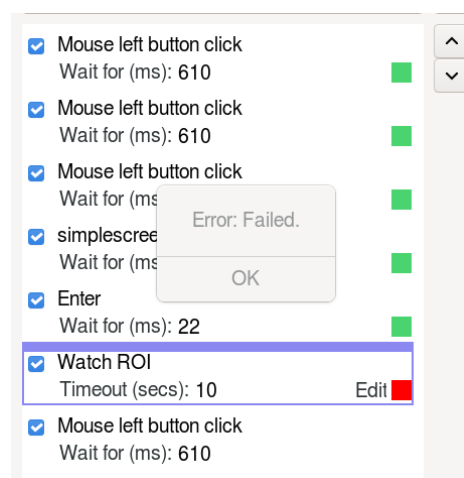 Mouse left button click
Wait for (ms): 610
Mouse left button click
Wait for (ms): 610
Mouse left button click
Wait for (ms
Error: Failed.
simplescree
Wait for (ms
OK
Enter
Wait for (ms): 22
Watch ROI
Timeout (secs): 10 Edit
Mouse left button click
Wait for (ms): 610